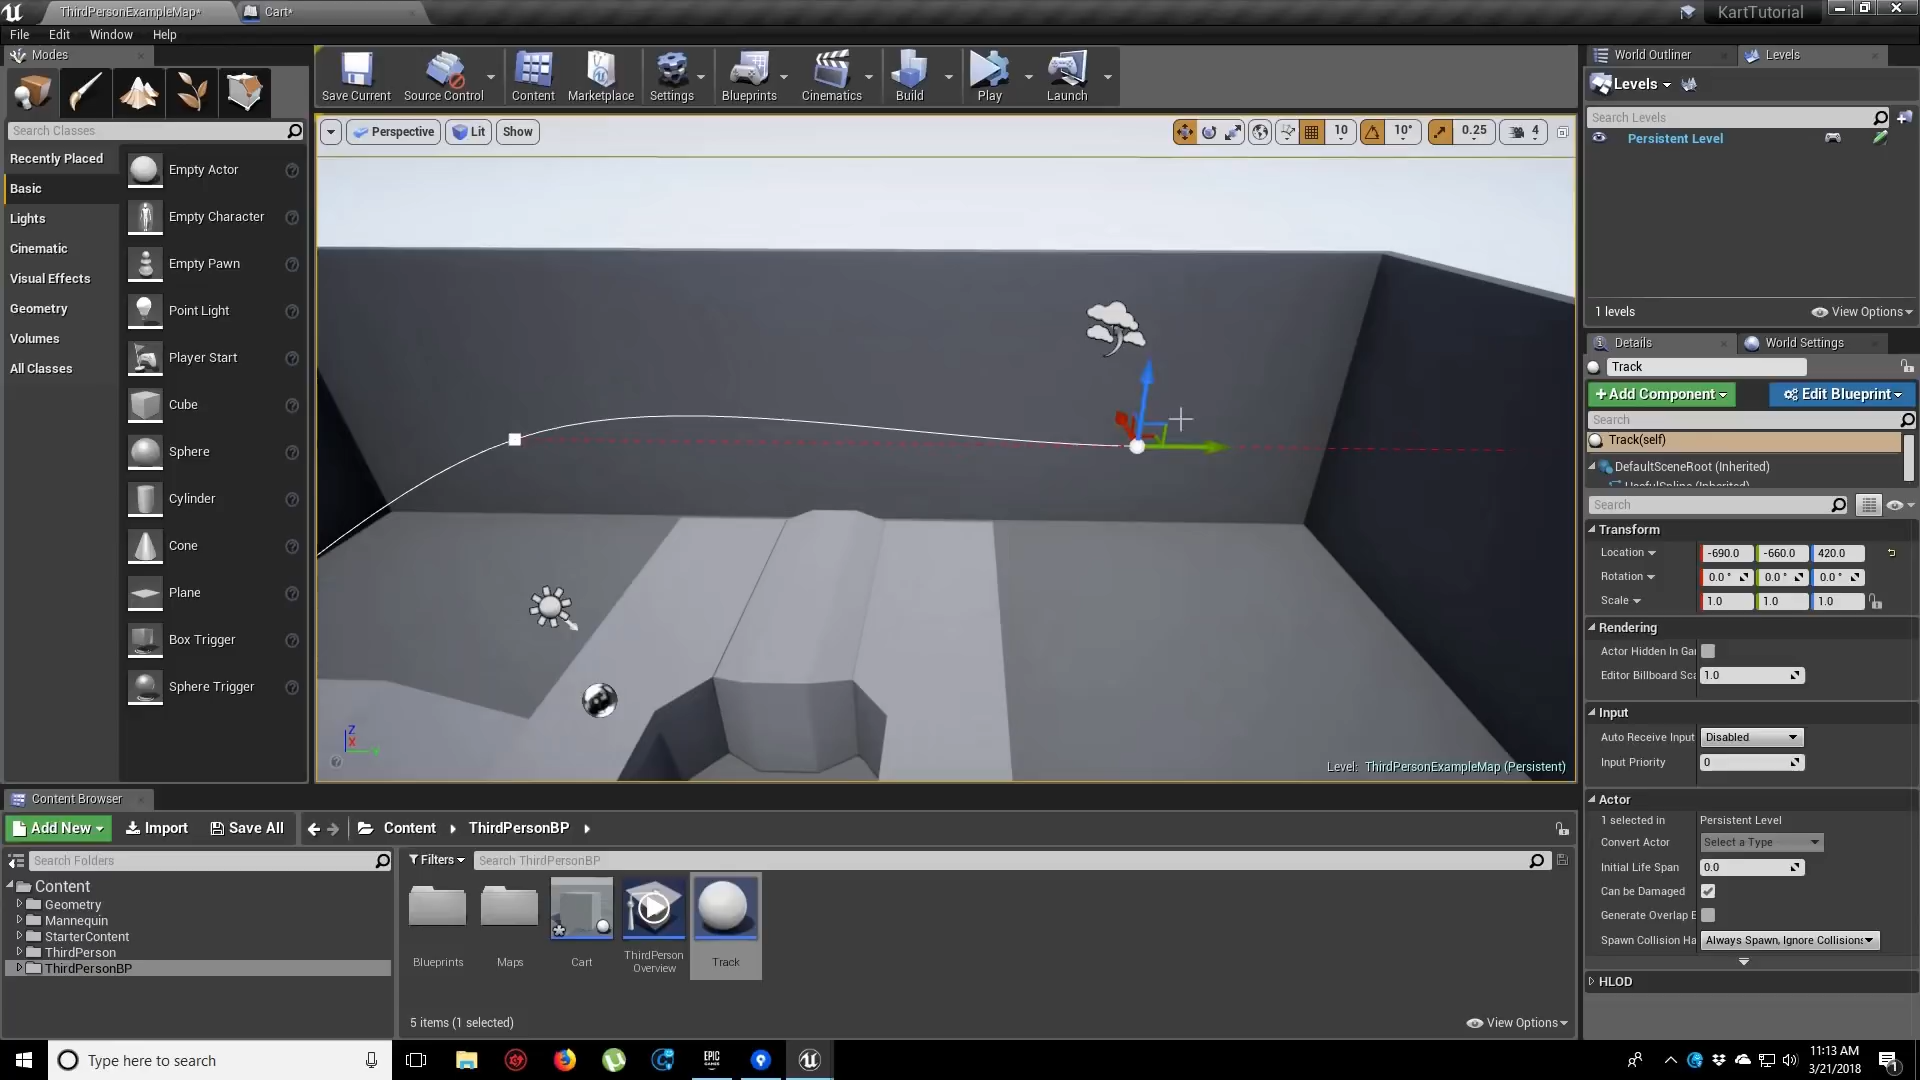 ThirdPersonExampleMap*
Cart*
KartTutorial
File Edit Window Help
Modes
Search Classes
Recently Placed
Basic
Lights
Cinematic
Visual Effects
Geometry
Volumes
All Classes
Empty Actor
Empty Character
Empty Pawn
Point Light
Player Start
Cube
Sphere
Cylinder
Cone
Plane
Box Trigger
Sphere Trigger
Save Current
Source Control
Content
Marketplace
Settings
Blueprints
Cinematics
Build
Play
Launch
Perspective
Lit
Show
10
10°
0.25
4
Z
X
Level: ThirdPersonExampleMap (Persistent)
World Outliner
Levels
Levels
Search Levels
Persistent Level
1 levels
View Options
Details
World Settings
Track
+Add Component
Edit Blueprint
Search
Track(self)
DefaultSceneRoot (Inherited)
UsefulSpline (Inherited)
Search
Transform
Location -690.0 -660.0 420.0
Rotation 0.0° 0.0° 0.0°
Scale 1.0 1.0 1.0
Rendering
Actor Hidden In Ga
Editor Billboard Sca 1.0
Input
Auto Receive Input Disabled
Input Priority 0
Actor
1 selected in Persistent Level
Convert Actor Select a Type
Initial Life Span 0.0
Can be Damaged
Generate Overlap E
Spawn Collision Ha Always Spawn, Ignore Collisions
HLOD
Content Browser
Add New
Import
Save All
Content
ThirdPersonBP
Search Folders
Content
Geometry
Mannequin
StarterContent
ThirdPerson
ThirdPersonBP
Filters
Search ThirdPersonBP
Blueprints
Maps
Cart
ThirdPerson
Overview
Track
5 items (1 selected)
View Options
Type here to search
EPIC
GAMES
11:13 AM
3/21/2018
1